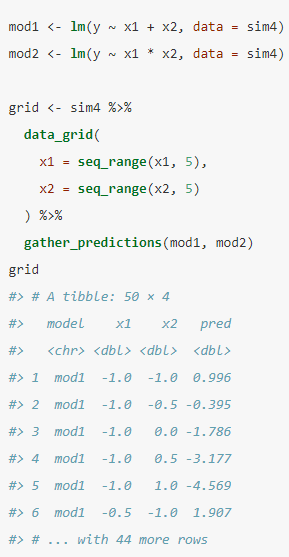 mod1 <- lm(y ~ x1 + x2, data = sim4)
mod2 <- lm(y ~ x1 * x2, data = sim4)

grid <- sim4 %>%
  data_grid(
    x1 = seq_range(x1, 5),
    x2 = seq_range(x2, 5)
  ) %>%
  gather_predictions(mod1, mod2)
grid
#> # A tibble: 50 × 4
#>   model    x1    x2   pred
#>   <chr> <dbl> <dbl>  <dbl>
#> 1  mod1  -1.0  -1.0  0.996
#> 2  mod1  -1.0  -0.5 -0.395
#> 3  mod1  -1.0   0.0 -1.786
#> 4  mod1  -1.0   0.5 -3.177
#> 5  mod1  -1.0   1.0 -4.569
#> 6  mod1  -0.5  -1.0  1.907
#> # ... with 44 more rows